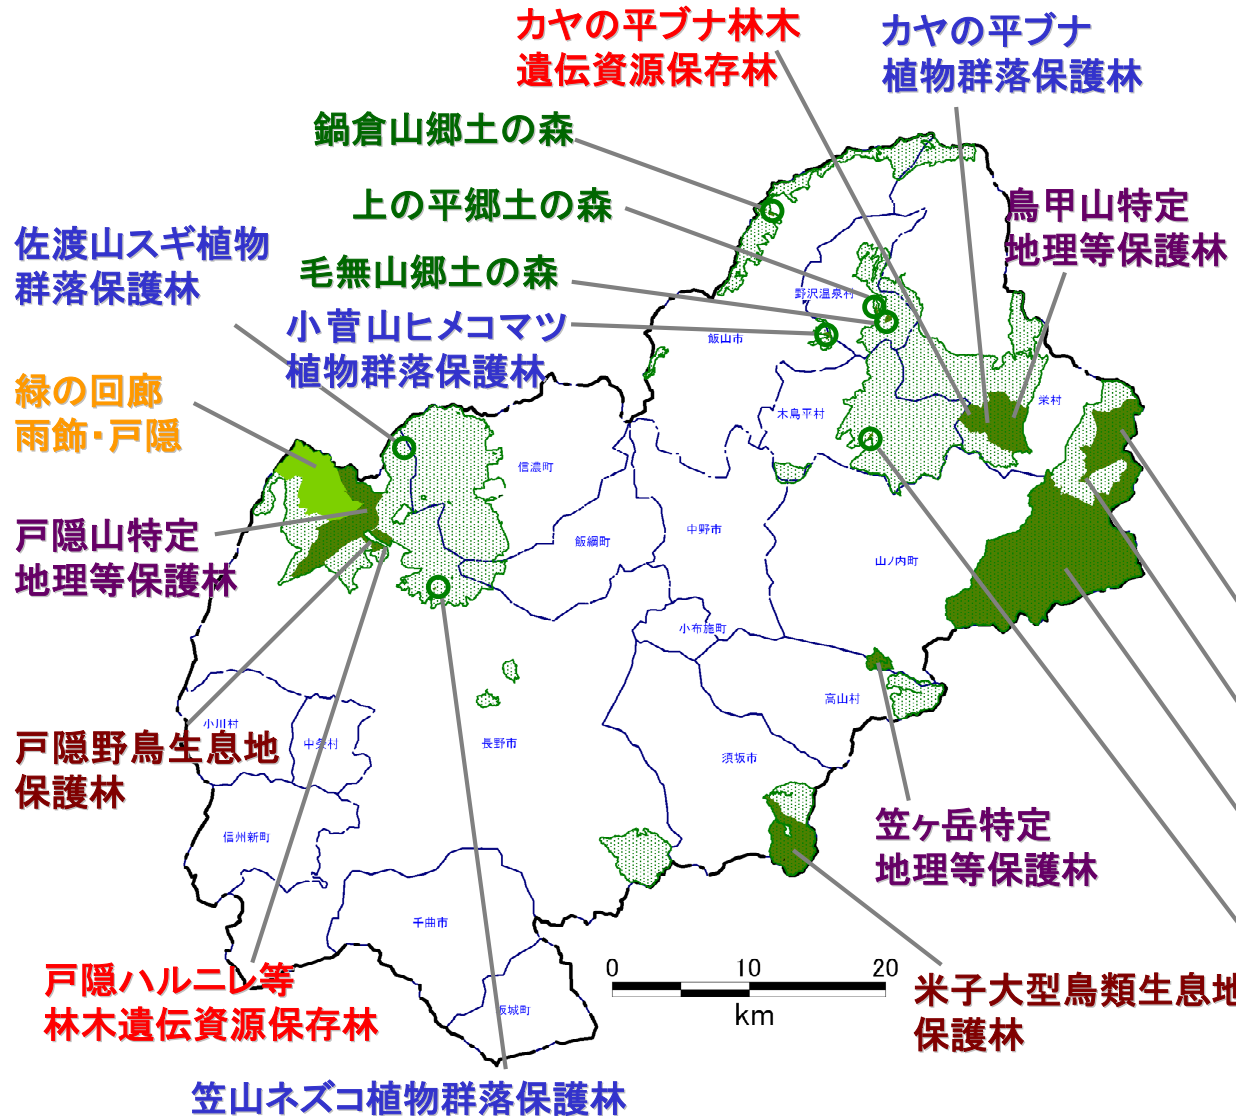 カヤの平ブナ林木
遺伝資源保存林
カヤの平ブナ
植物群落保護林
鍋倉山郷土の森
上の平郷土の森
鳥甲山特定
地理等保護林
佐渡山スギ植物
群落保護林
毛無山郷土の森
小菅山ヒメコマツ
植物群落保護林
緑の回廊
雨飾・戸隠
戸隠山特定
地理等保護林
野沢温泉村
飯山市
木島平村
栄村
信濃町
中野市
飯綱町
山ノ内町
小布施町
高山村
小川村
中条村
長野市
須坂市
戸隠野鳥生息地
保護林
信州新町
笠ヶ岳特定
地理等保護林
千曲市
坂城町
0 10 20
km
戸隠ハルニレ等
林木遺伝資源保存林
米子大型鳥類生息地
保護林
笠山ネズコ植物群落保護林